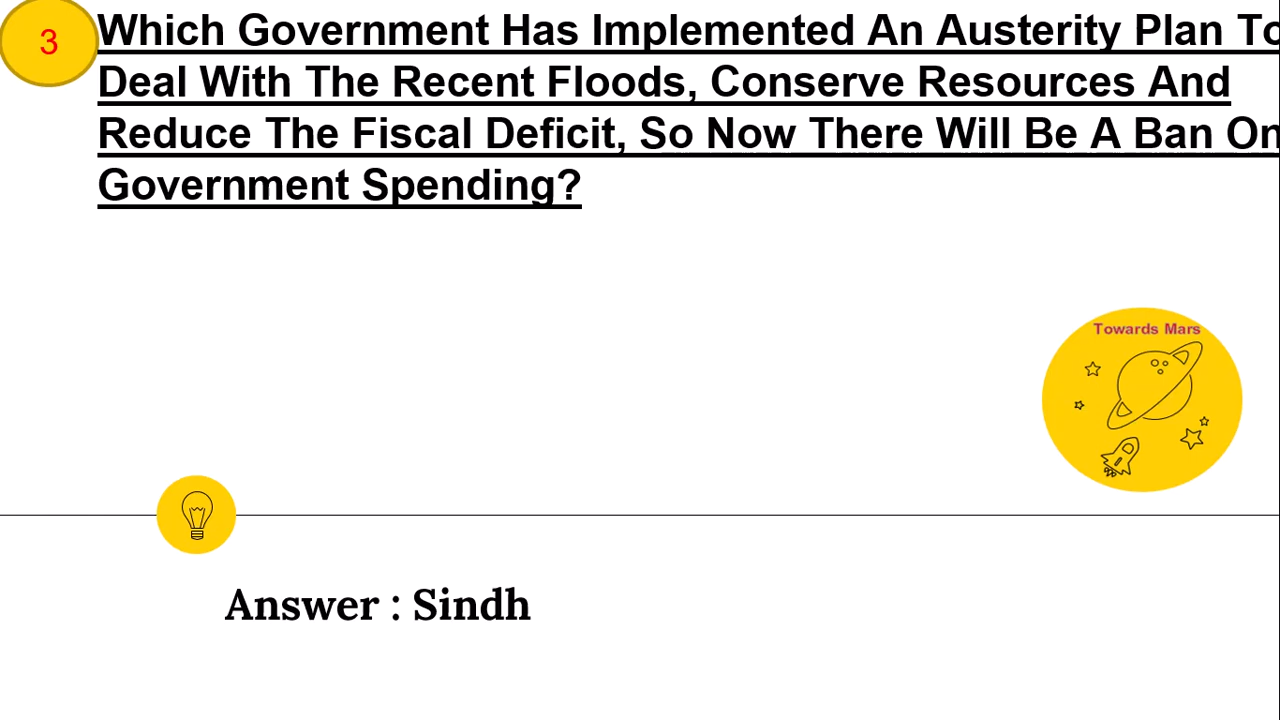 3
Which Government Has Implemented An Austerity Plan To
Deal With The Recent Floods, Conserve Resources And
Reduce The Fiscal Deficit, So Now There Will Be A Ban On
Government Spending?
Towards Mars
Answer : Sindh